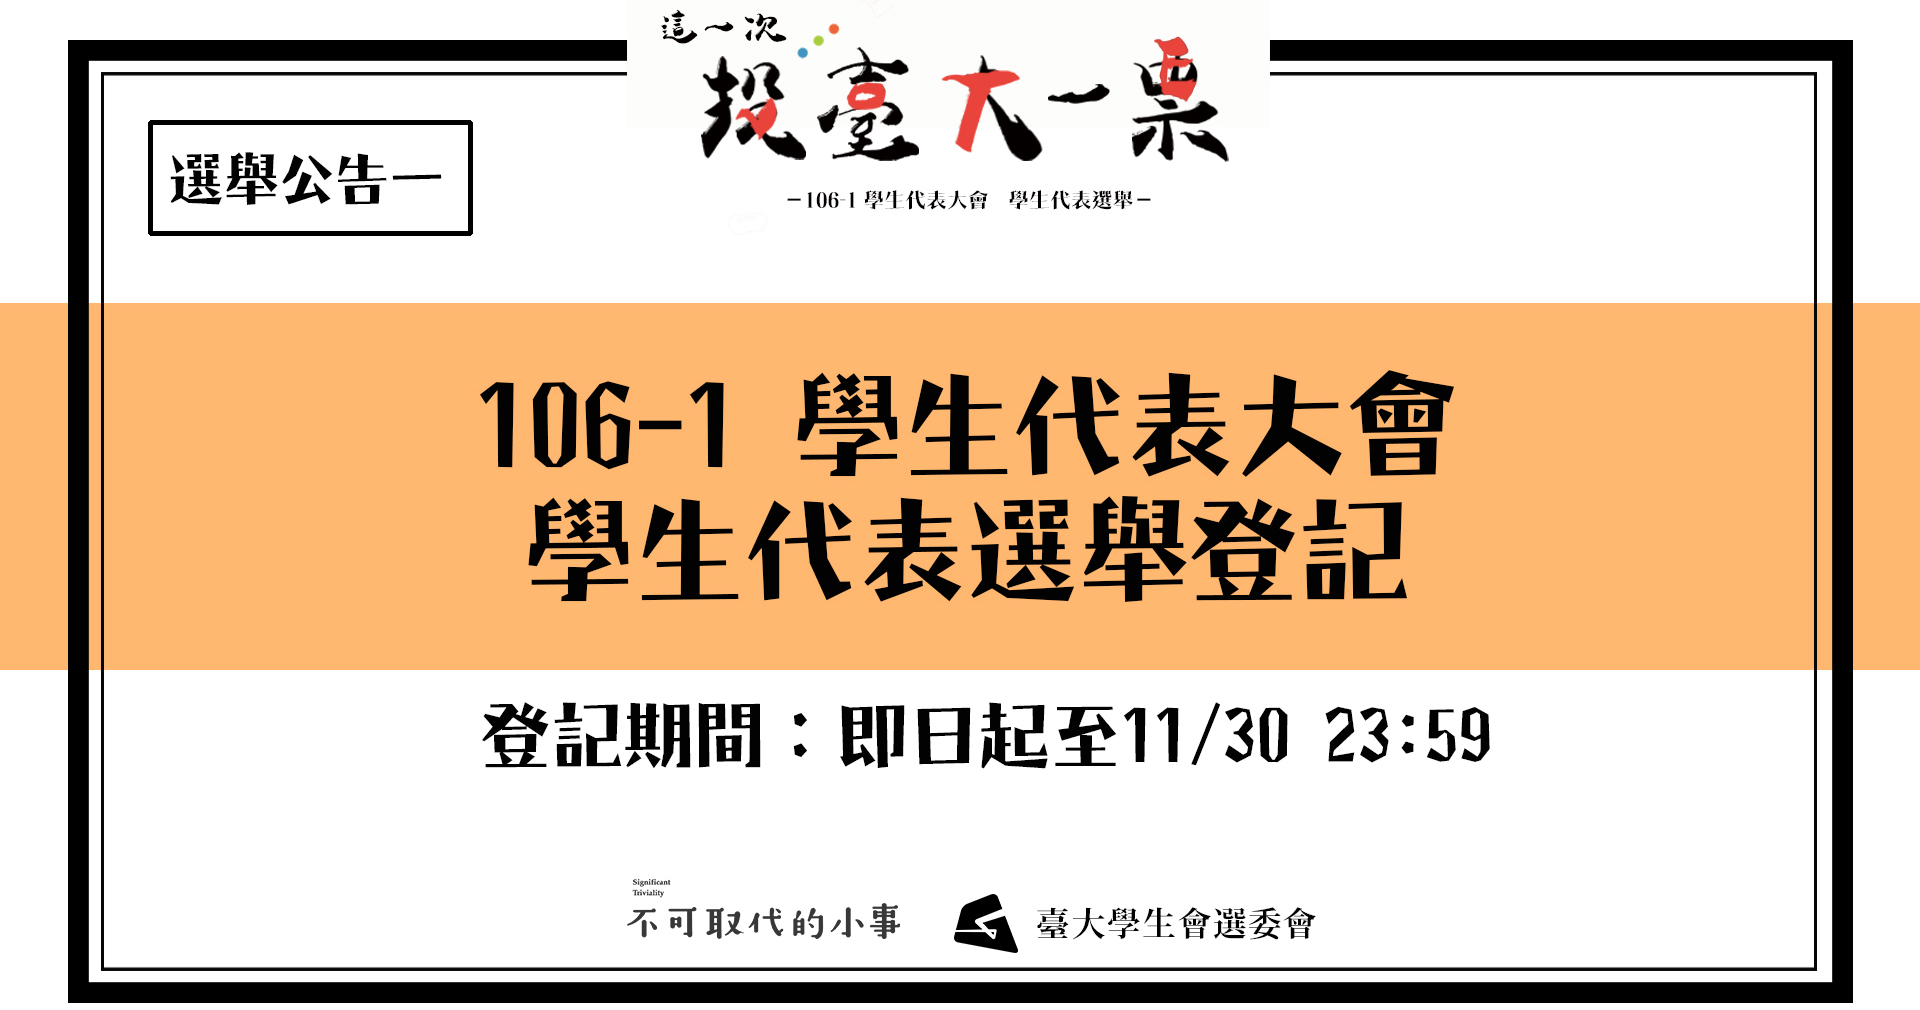 這一次
投臺大一票
－106-1 學生代表大會　學生代表選舉－
選舉公告一
106-1 學生代表大會
學生代表選舉登記
登記期間：即日起至11/30 23:59
Significant
Triviality
不可取代的小事
臺大學生會選委會